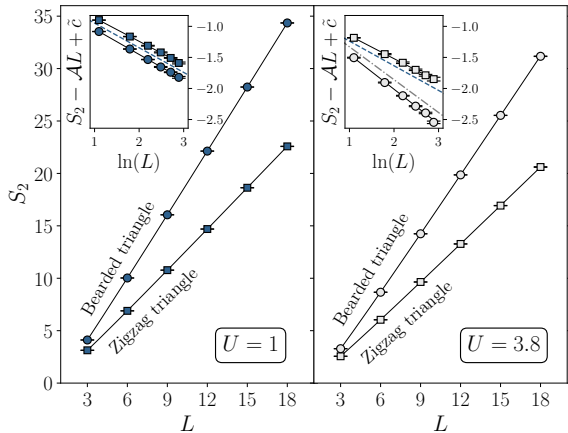 35
30
25
20
15
10
5
0
S₂
S₂ − AL + c̃
−1.0
−1.5
−2.0
−2.5
1
2
3
ln(L)
Bearded triangle
Zigzag triangle
U = 1
3
6
9
12
15
18
L
S₂ − AL + c̃
−1.0
−1.5
−2.0
−2.5
1
2
3
ln(L)
Bearded triangle
Zigzag triangle
U = 3.8
3
6
9
12
15
18
L